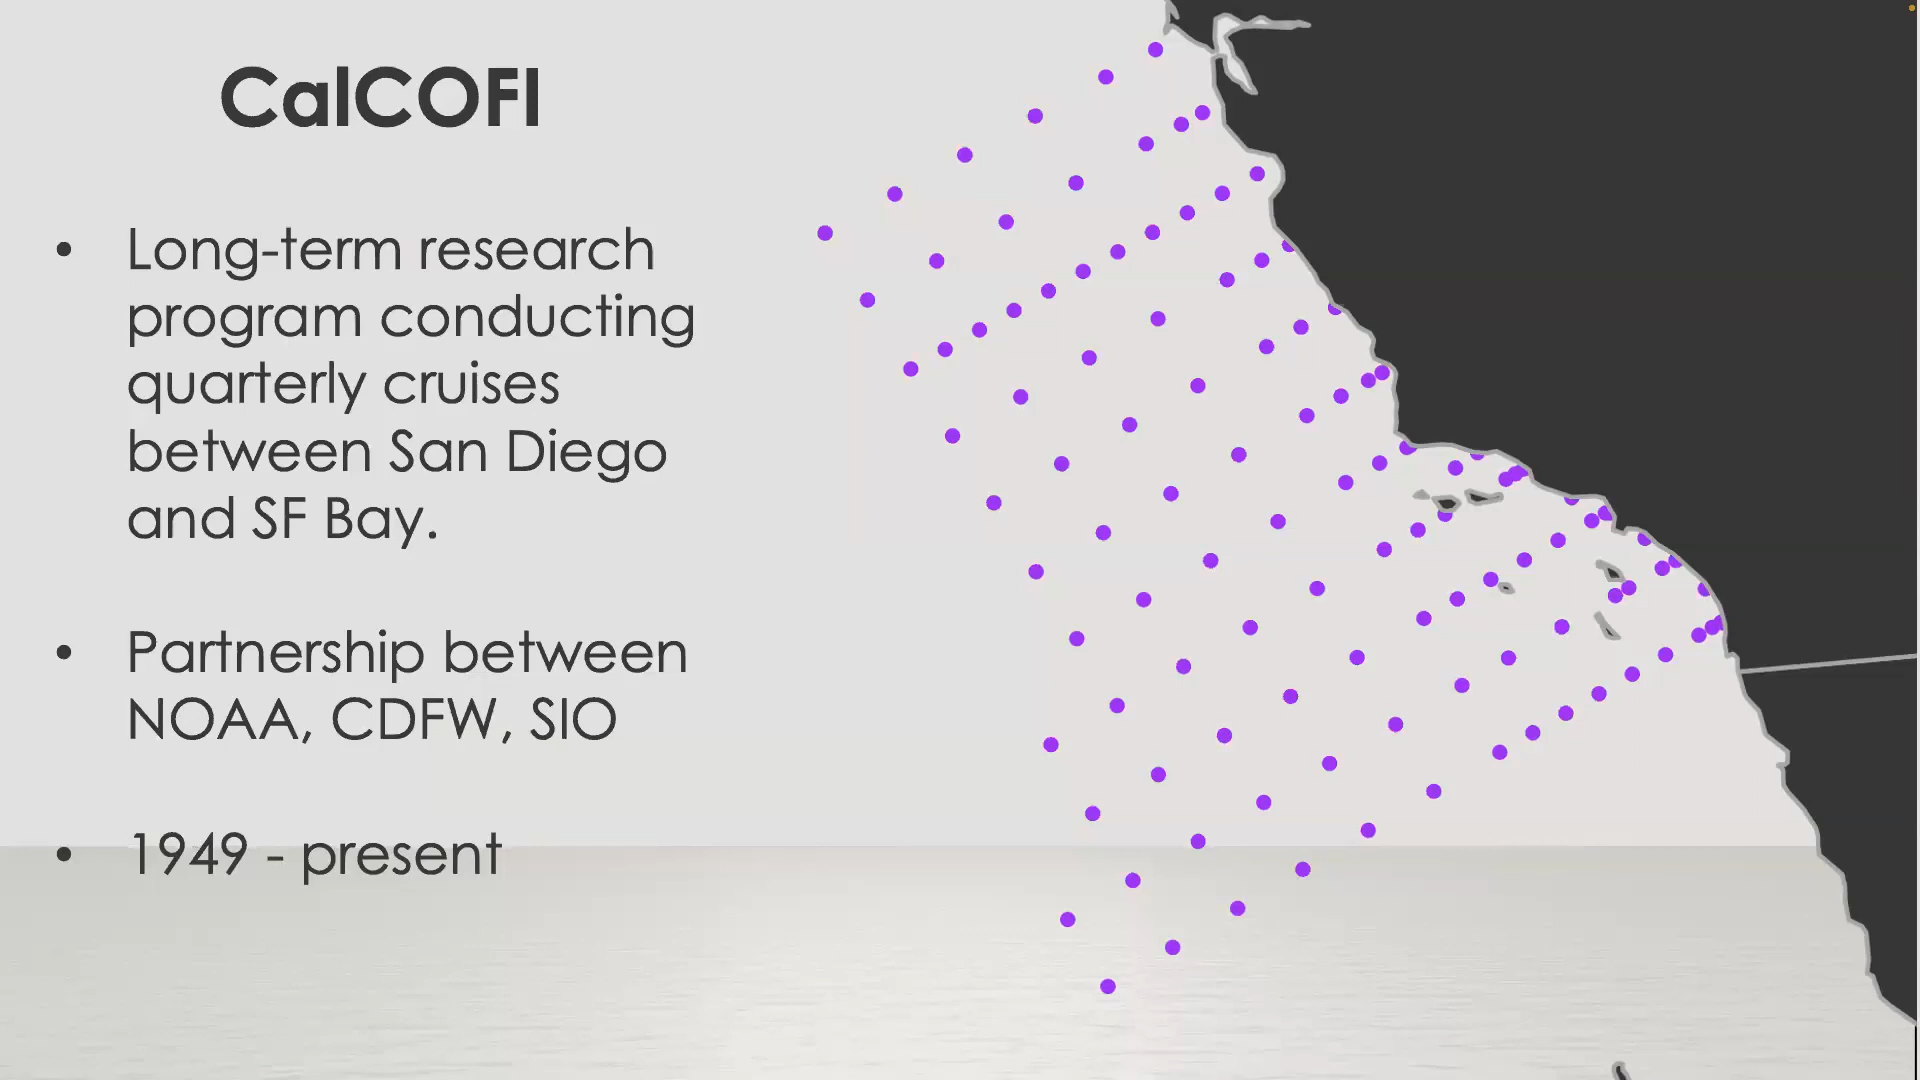 CalCOFI
• Long-term research
program conducting
quarterly cruises
between San Diego
and SF Bay.
• Partnership between
NOAA, CDFW, SIO
• 1949 - present